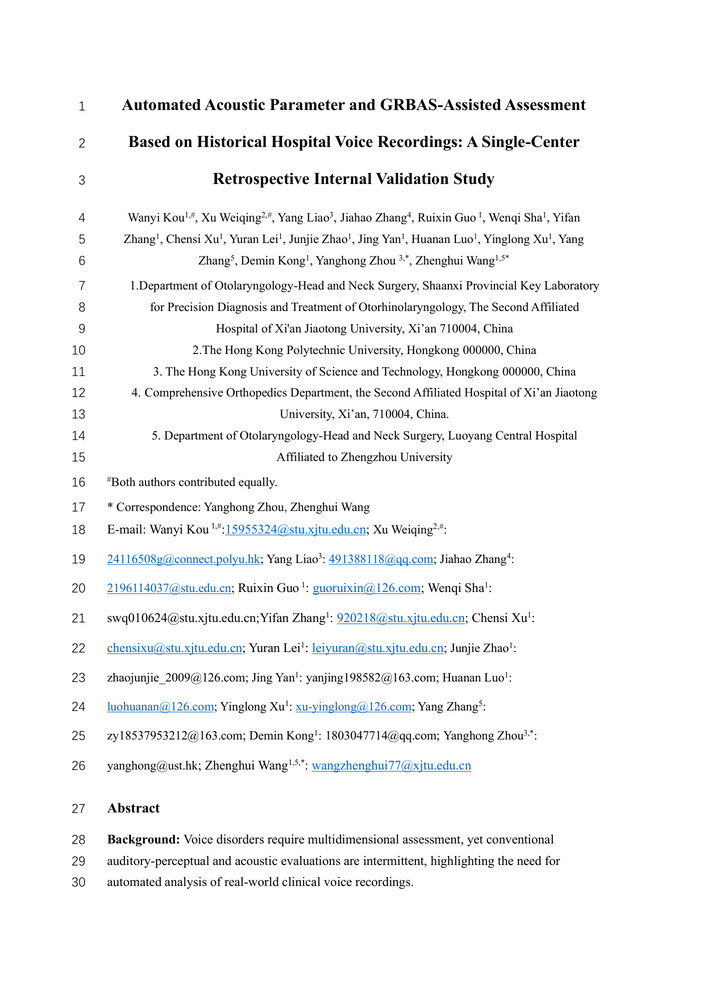 1 Automated Acoustic Parameter and GRBAS-Assisted Assessment
2 Based on Historical Hospital Voice Recordings: A Single-Center
3 Retrospective Internal Validation Study
4 Wanyi Kou1,#, Xu Weiqing2,#, Yang Liao3, Jiahao Zhang4, Ruixin Guo 1, Wenqi Sha1, Yifan
5 Zhang1, Chensi Xu1, Yuran Lei1, Junjie Zhao1, Jing Yan1, Huanan Luo1, Yinglong Xu1, Yang
6 Zhang5, Demin Kong1, Yanghong Zhou 3,*, Zhenghui Wang1,5*
7 1.Department of Otolaryngology-Head and Neck Surgery, Shaanxi Provincial Key Laboratory
8 for Precision Diagnosis and Treatment of Otorhinolaryngology, The Second Affiliated
9 Hospital of Xi'an Jiaotong University, Xi’an 710004, China
10 2.The Hong Kong Polytechnic University, Hongkong 000000, China
11 3. The Hong Kong University of Science and Technology, Hongkong 000000, China
12 4. Comprehensive Orthopedics Department, the Second Affiliated Hospital of Xi’an Jiaotong
13 University, Xi’an, 710004, China.
14 5. Department of Otolaryngology-Head and Neck Surgery, Luoyang Central Hospital
15 Affiliated to Zhengzhou University
16 #Both authors contributed equally.
17 * Correspondence: Yanghong Zhou, Zhenghui Wang
18 E-mail: Wanyi Kou 1,#:15955324@stu.xjtu.edu.cn; Xu Weiqing2,#:
19 24116508g@connect.polyu.hk; Yang Liao3: 491388118@qq.com; Jiahao Zhang4:
20 2196114037@stu.edu.cn; Ruixin Guo 1: guoruixin@126.com; Wenqi Sha1:
21 swq010624@stu.xjtu.edu.cn;Yifan Zhang1: 920218@stu.xjtu.edu.cn; Chensi Xu1:
22 chensixu@stu.xjtu.edu.cn; Yuran Lei1: leiyuran@stu.xjtu.edu.cn; Junjie Zhao1:
23 zhaojunjie_2009@126.com; Jing Yan1: yanjing198582@163.com; Huanan Luo1:
24 luohuanan@126.com; Yinglong Xu1: xu-yinglong@126.com; Yang Zhang5:
25 zy18537953212@163.com; Demin Kong1: 1803047714@qq.com; Yanghong Zhou3,*:
26 yanghong@ust.hk; Zhenghui Wang1,5,*: wangzhenghui77@xjtu.edu.cn
27 Abstract
28 Background: Voice disorders require multidimensional assessment, yet conventional
29 auditory-perceptual and acoustic evaluations are intermittent, highlighting the need for
30 automated analysis of real-world clinical voice recordings.